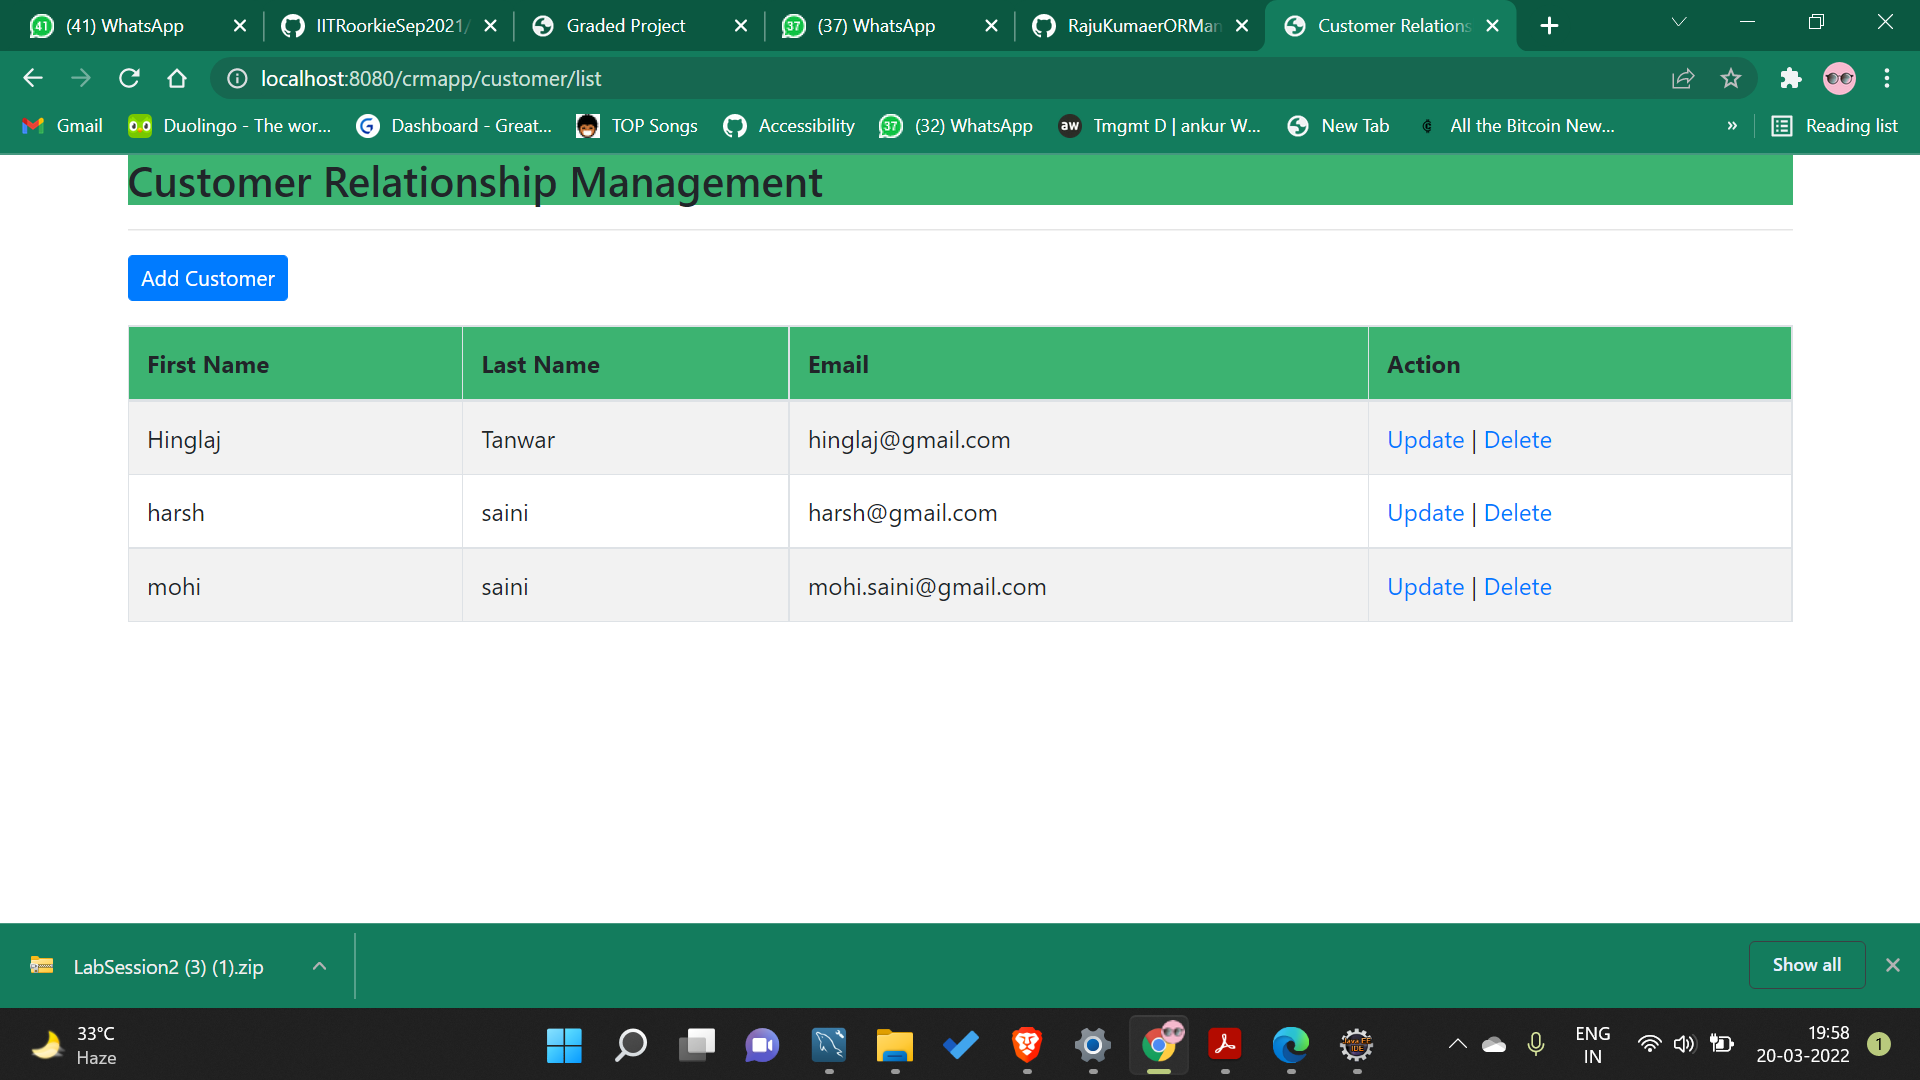 (41) WhatsApp
IITRoorkieSep2021/
Graded Project
(37) WhatsApp
RajuKumaerORMan
Customer Relations
localhost:8080/crmapp/customer/list
Gmail
Duolingo - The wor...
Dashboard - Great...
TOP Songs
Accessibility
(32) WhatsApp
aw Tmgmt D | ankur W...
New Tab
All the Bitcoin New...
»
Reading list
Customer Relationship Management
Add Customer
First Name Last Name Email Action
Hinglaj Tanwar hinglaj@gmail.com Update | Delete
harsh saini harsh@gmail.com Update | Delete
mohi saini mohi.saini@gmail.com Update | Delete
LabSession2 (3) (1).zip
Show all
33°C
Haze
ENG
IN
19:58
20-03-2022
1